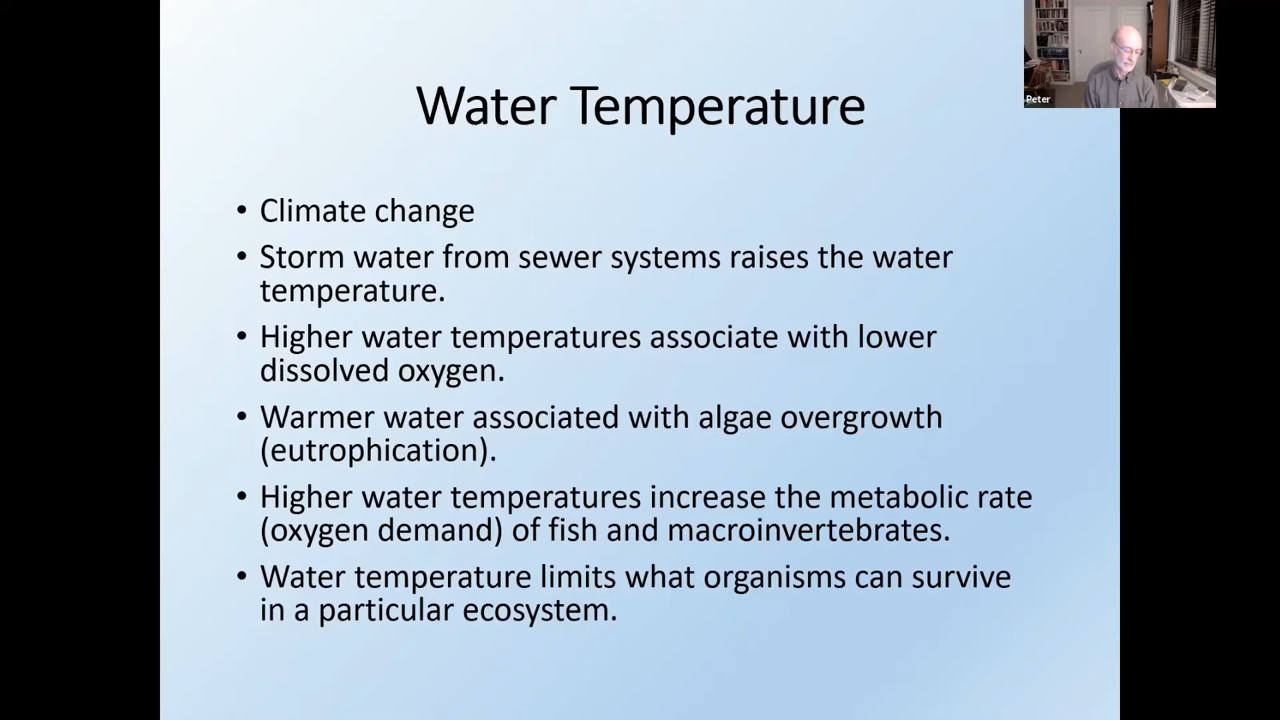 Peter
Water Temperature
• Climate change
• Storm water from sewer systems raises the water
temperature.
• Higher water temperatures associate with lower
dissolved oxygen.
• Warmer water associated with algae overgrowth
(eutrophication).
• Higher water temperatures increase the metabolic rate
(oxygen demand) of fish and macroinvertebrates.
• Water temperature limits what organisms can survive
in a particular ecosystem.